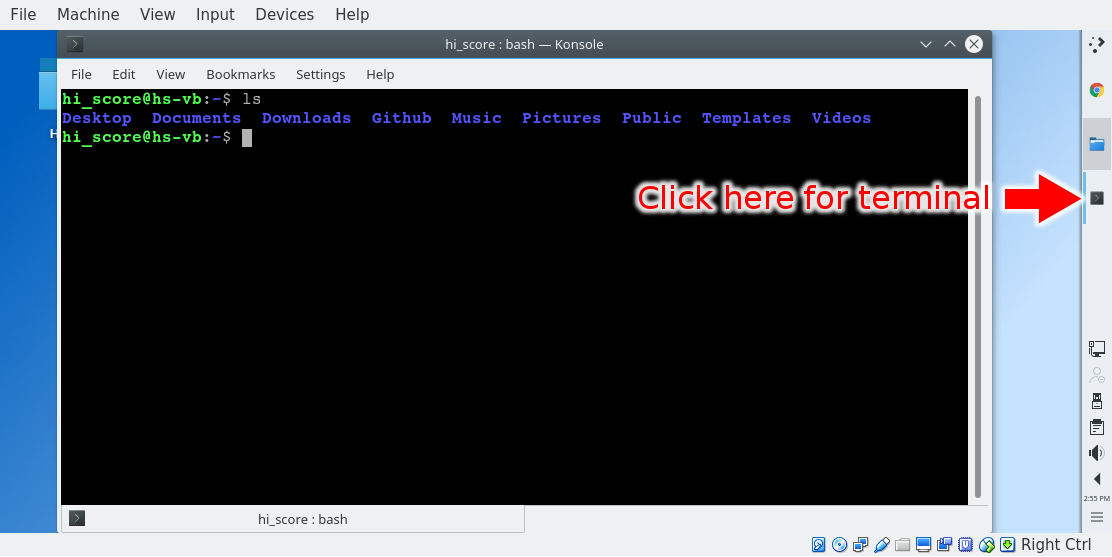 File Machine View Input Devices Help
hi_score : bash — Konsole
File Edit View Bookmarks Settings Help
hi_score@hs-vb:~$ ls
Desktop Documents Downloads Github Music Pictures Public Templates Videos
H
hi_score@hs-vb:~$
Click here for terminal
2:55 PM
hi_score : bash
Right Ctrl